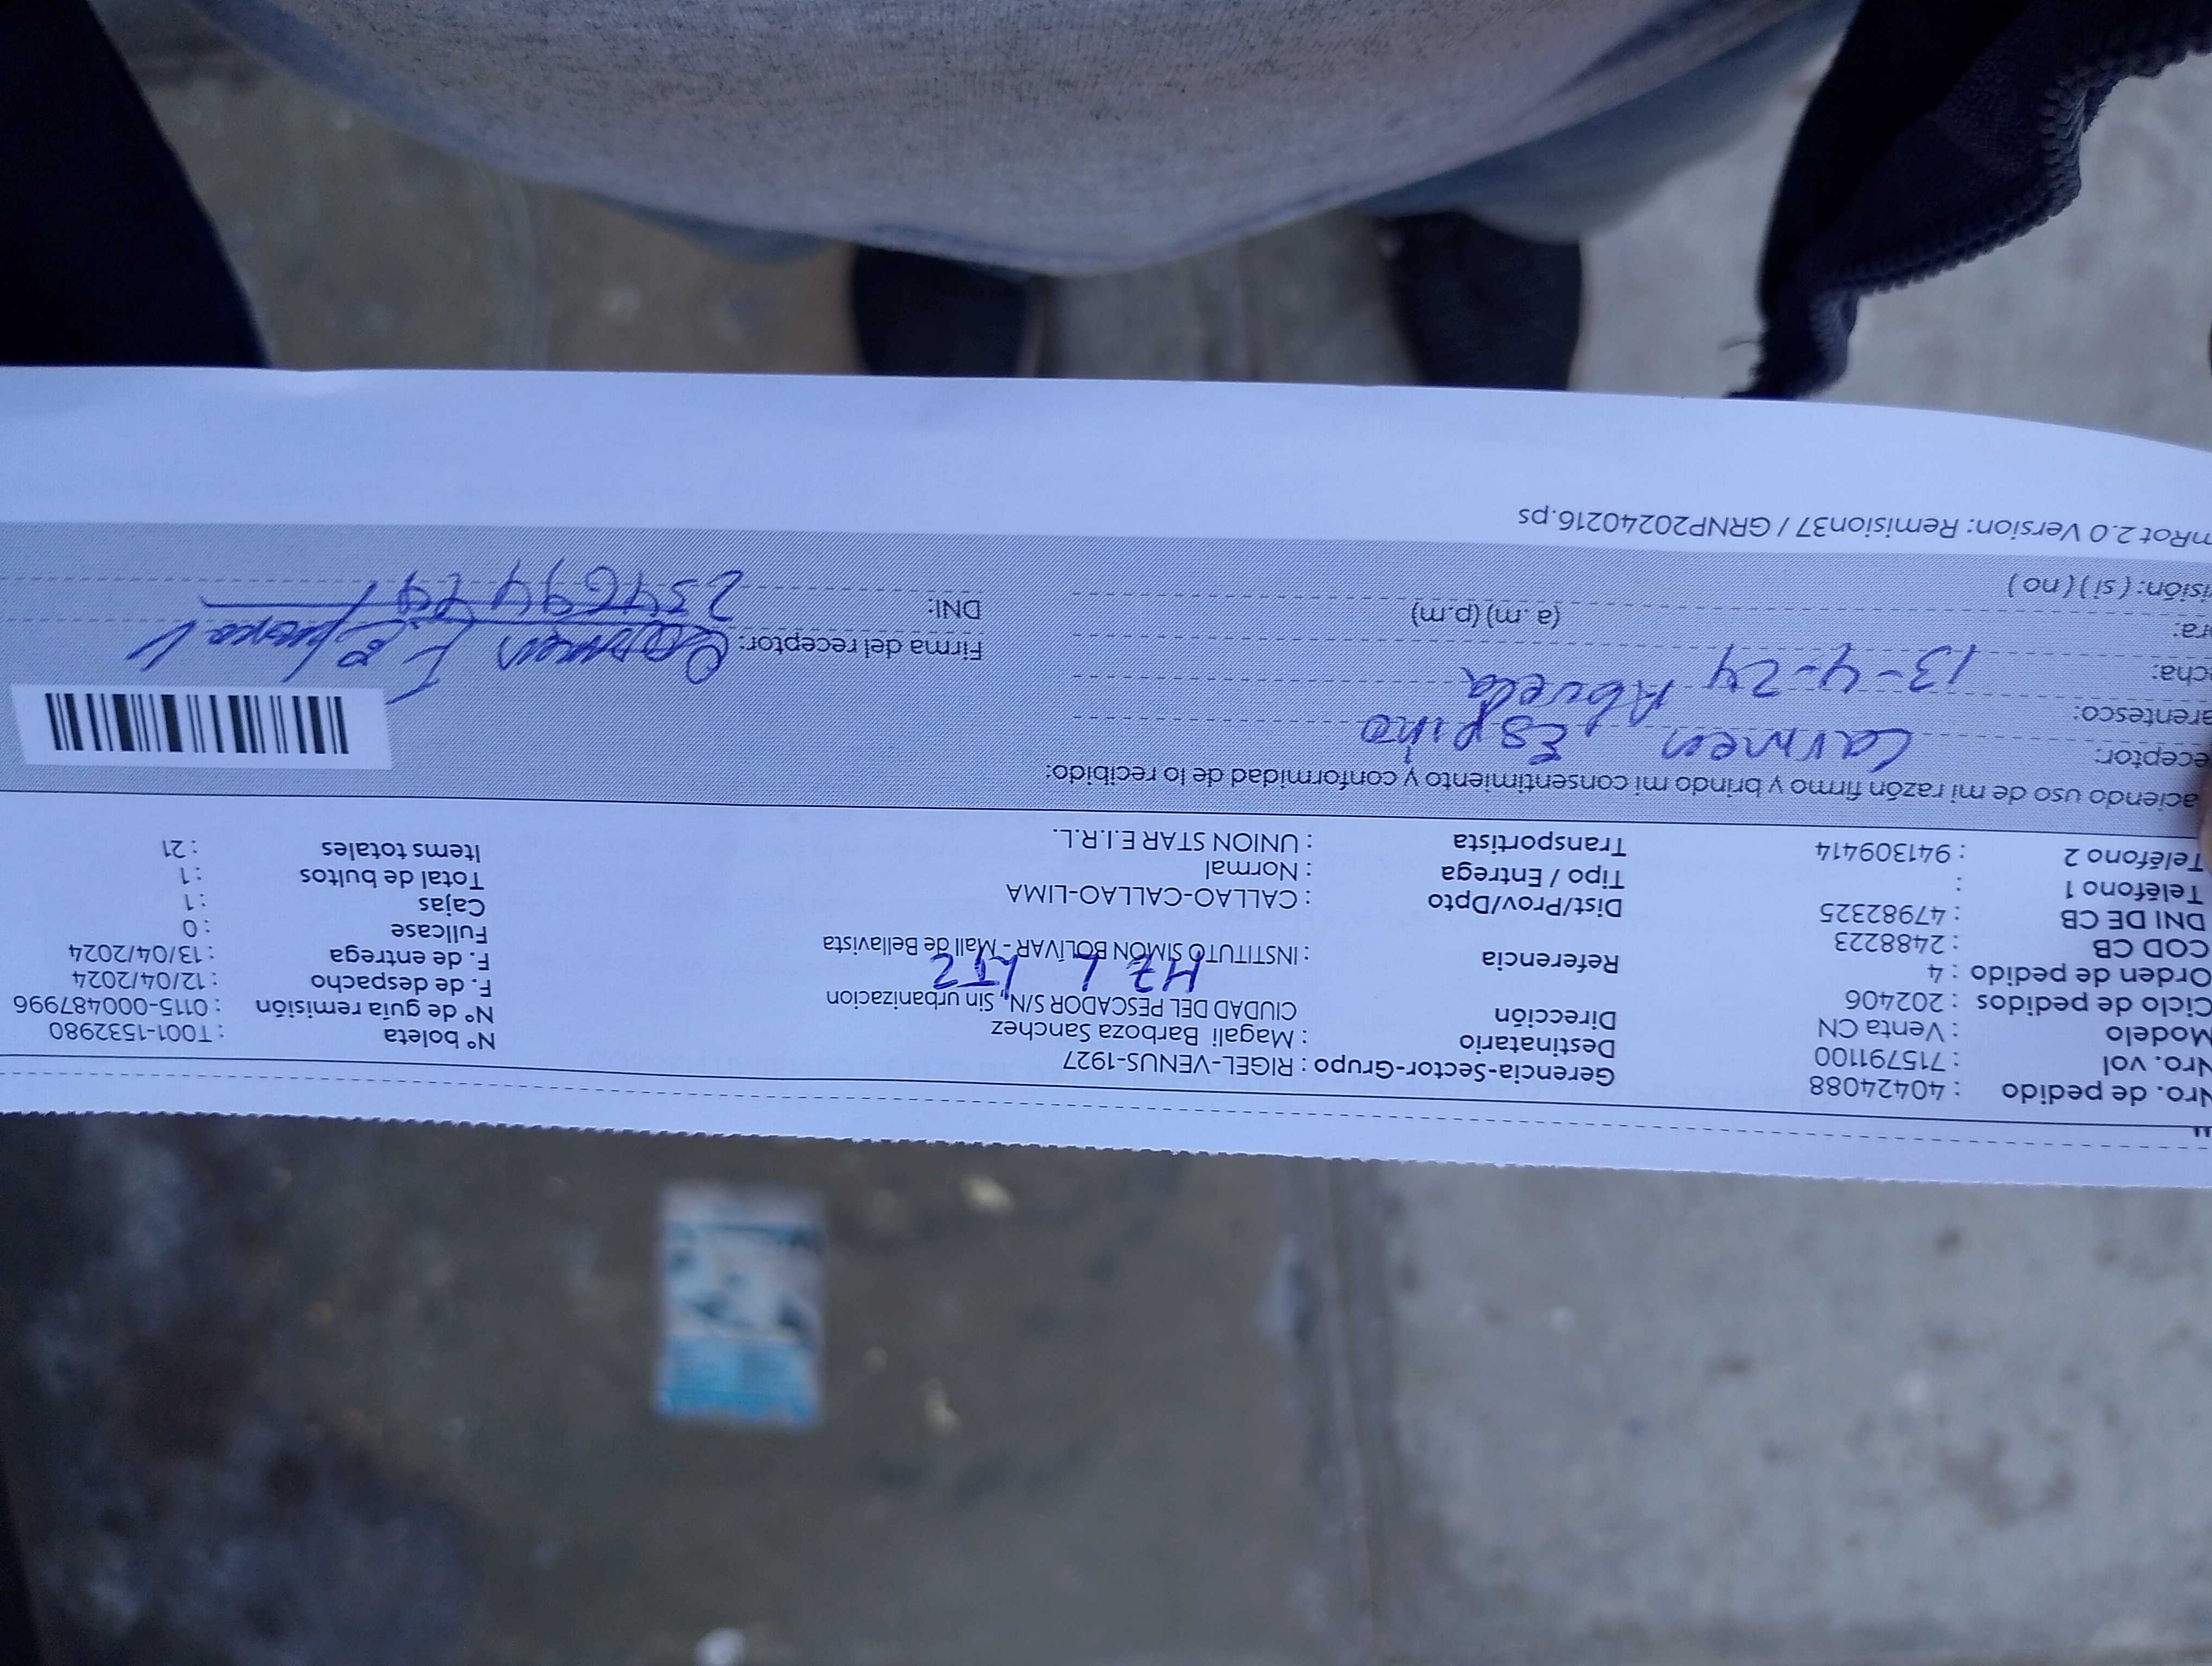 Nro. de pedido : 40424088 Gerencia-Sector-Grupo : RIGEL-VENUS-1927 N° boleta : T001-1532980
Nro. vol : 715791100 Destinatario : Magali Barboza Sanchez N° de guía remisión : 0115-000487996
Modelo : Venta CN Dirección CIUDAD DEL PESCADOR S/N, Sin urbanizacion F. de despacho : 12/04/2024
MZ L LT2
Ciclo de pedidos : 202406 Referencia : INSTITUTO SIMÓN BOLÍVAR - Mall de Bellavista F. de entrega : 13/04/2024
Orden de pedido : 4 Dist/Prov/Dpto : CALLAO-CALLAO-LIMA Fullcase : 0
COD CB : 2488223 Tipo / Entrega : Normal Cajas : 1
DNI DE CB : 47982325 Transportista : UNION STAR E.I.R.L. Total de bultos : 1
Teléfono 1 : Items totales : 21
Teléfono 2 : 941309414
aciendo uso de mi razón firmo y brindo mi consentimiento y conformidad de lo recibido:
eceptor: Carmen Espino
arentesco: Abuela
cha: 13-4-24 Firma del receptor: Carmen
ra: (a. m) (p.m) DNI:
isión: ( si ) ( no )
mRot 2.0 Version: Remision37 / GRNP20240216.ps